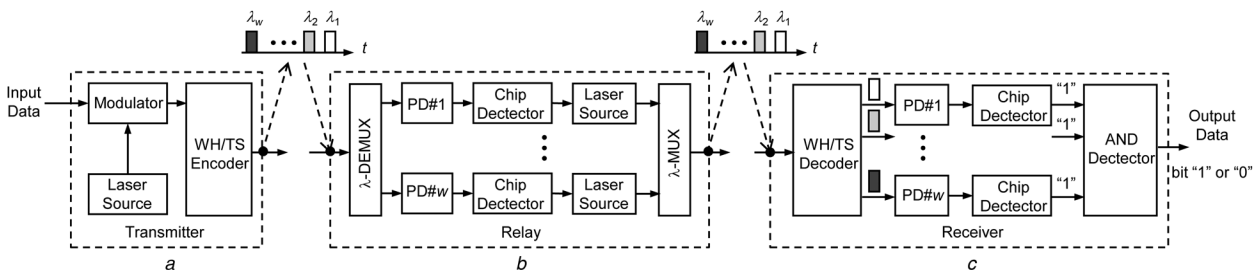 λw λ2 λ1
t
λw λ2 λ1
t
Input
Data
Modulator
Laser
Source
WH/TS
Encoder
Transmitter
λ-DEMUX
PD#1
Chip
Dectector
Laser
Source
PD#w
Chip
Dectector
Laser
Source
λ-MUX
Relay
WH/TS
Decoder
PD#1
Chip
Dectector
"1"
"1"
PD#w
Chip
Dectector
"1"
AND
Dectector
Receiver
Output
Data
bit "1" or "0"
a
b
c